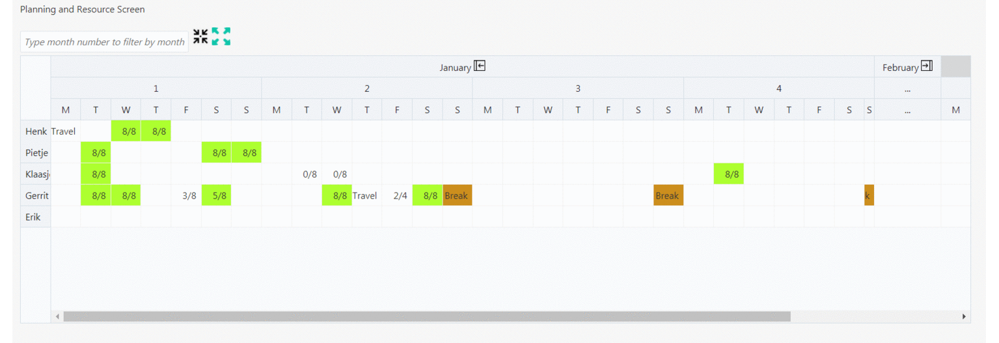 Planning and Resource Screen
Type month number to filter by month
January February
1 2 3 4 ...
M T W T F S S M T W T F S S M T W T F S S M T W T F S S ... M
Henk Travel 8/8 8/8
Pietje 8/8 8/8 8/8
Klaasj 8/8 0/8 0/8 8/8
Gerrit 8/8 8/8 3/8 5/8 8/8 Travel 2/4 8/8 Break Break k
Erik